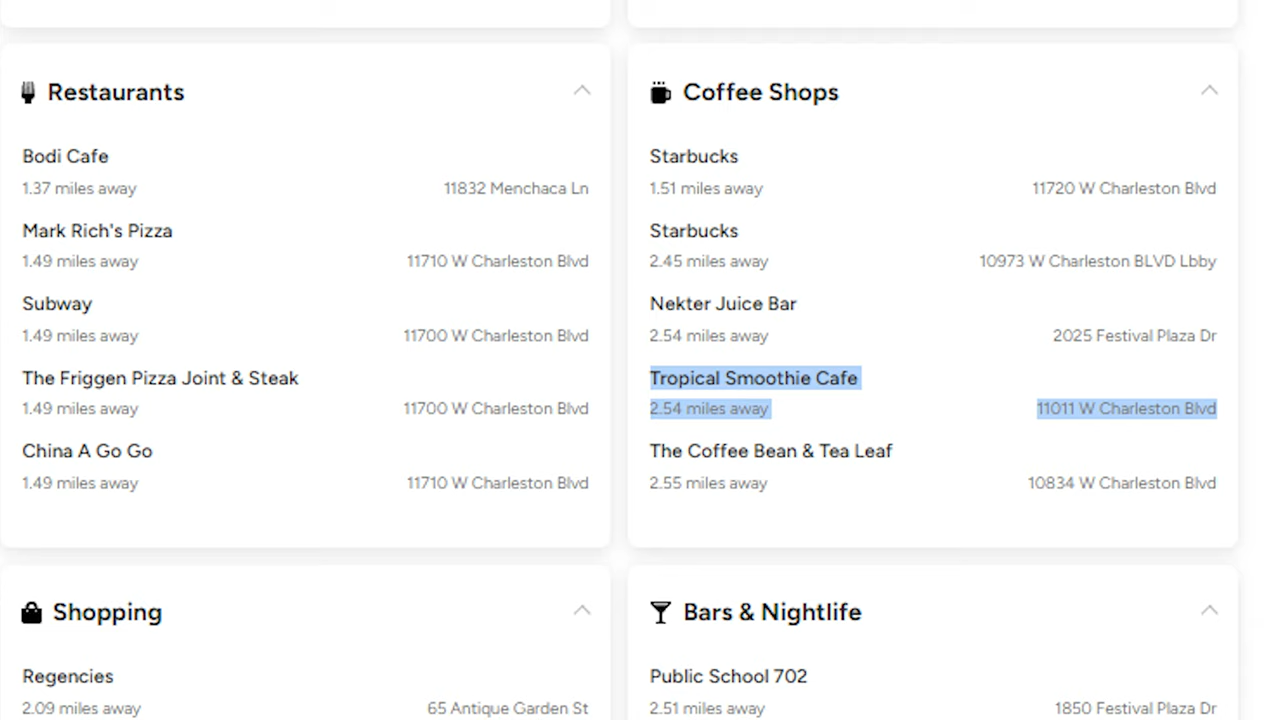 Restaurants
Bodi Cafe
1.37 miles away 11832 Menchaca Ln
Mark Rich's Pizza
1.49 miles away 11710 W Charleston Blvd
Subway
1.49 miles away 11700 W Charleston Blvd
The Friggen Pizza Joint & Steak
1.49 miles away 11700 W Charleston Blvd
China A Go Go
1.49 miles away 11710 W Charleston Blvd
Coffee Shops
Starbucks
1.51 miles away 11720 W Charleston Blvd
Starbucks
2.45 miles away 10973 W Charleston BLVD Lbby
Nekter Juice Bar
2.54 miles away 2025 Festival Plaza Dr
Tropical Smoothie Cafe
2.54 miles away 11011 W Charleston Blvd
The Coffee Bean & Tea Leaf
2.55 miles away 10834 W Charleston Blvd
Shopping
Regencies
2.09 miles away 65 Antique Garden St
Bars & Nightlife
Public School 702
2.51 miles away 1850 Festival Plaza Dr